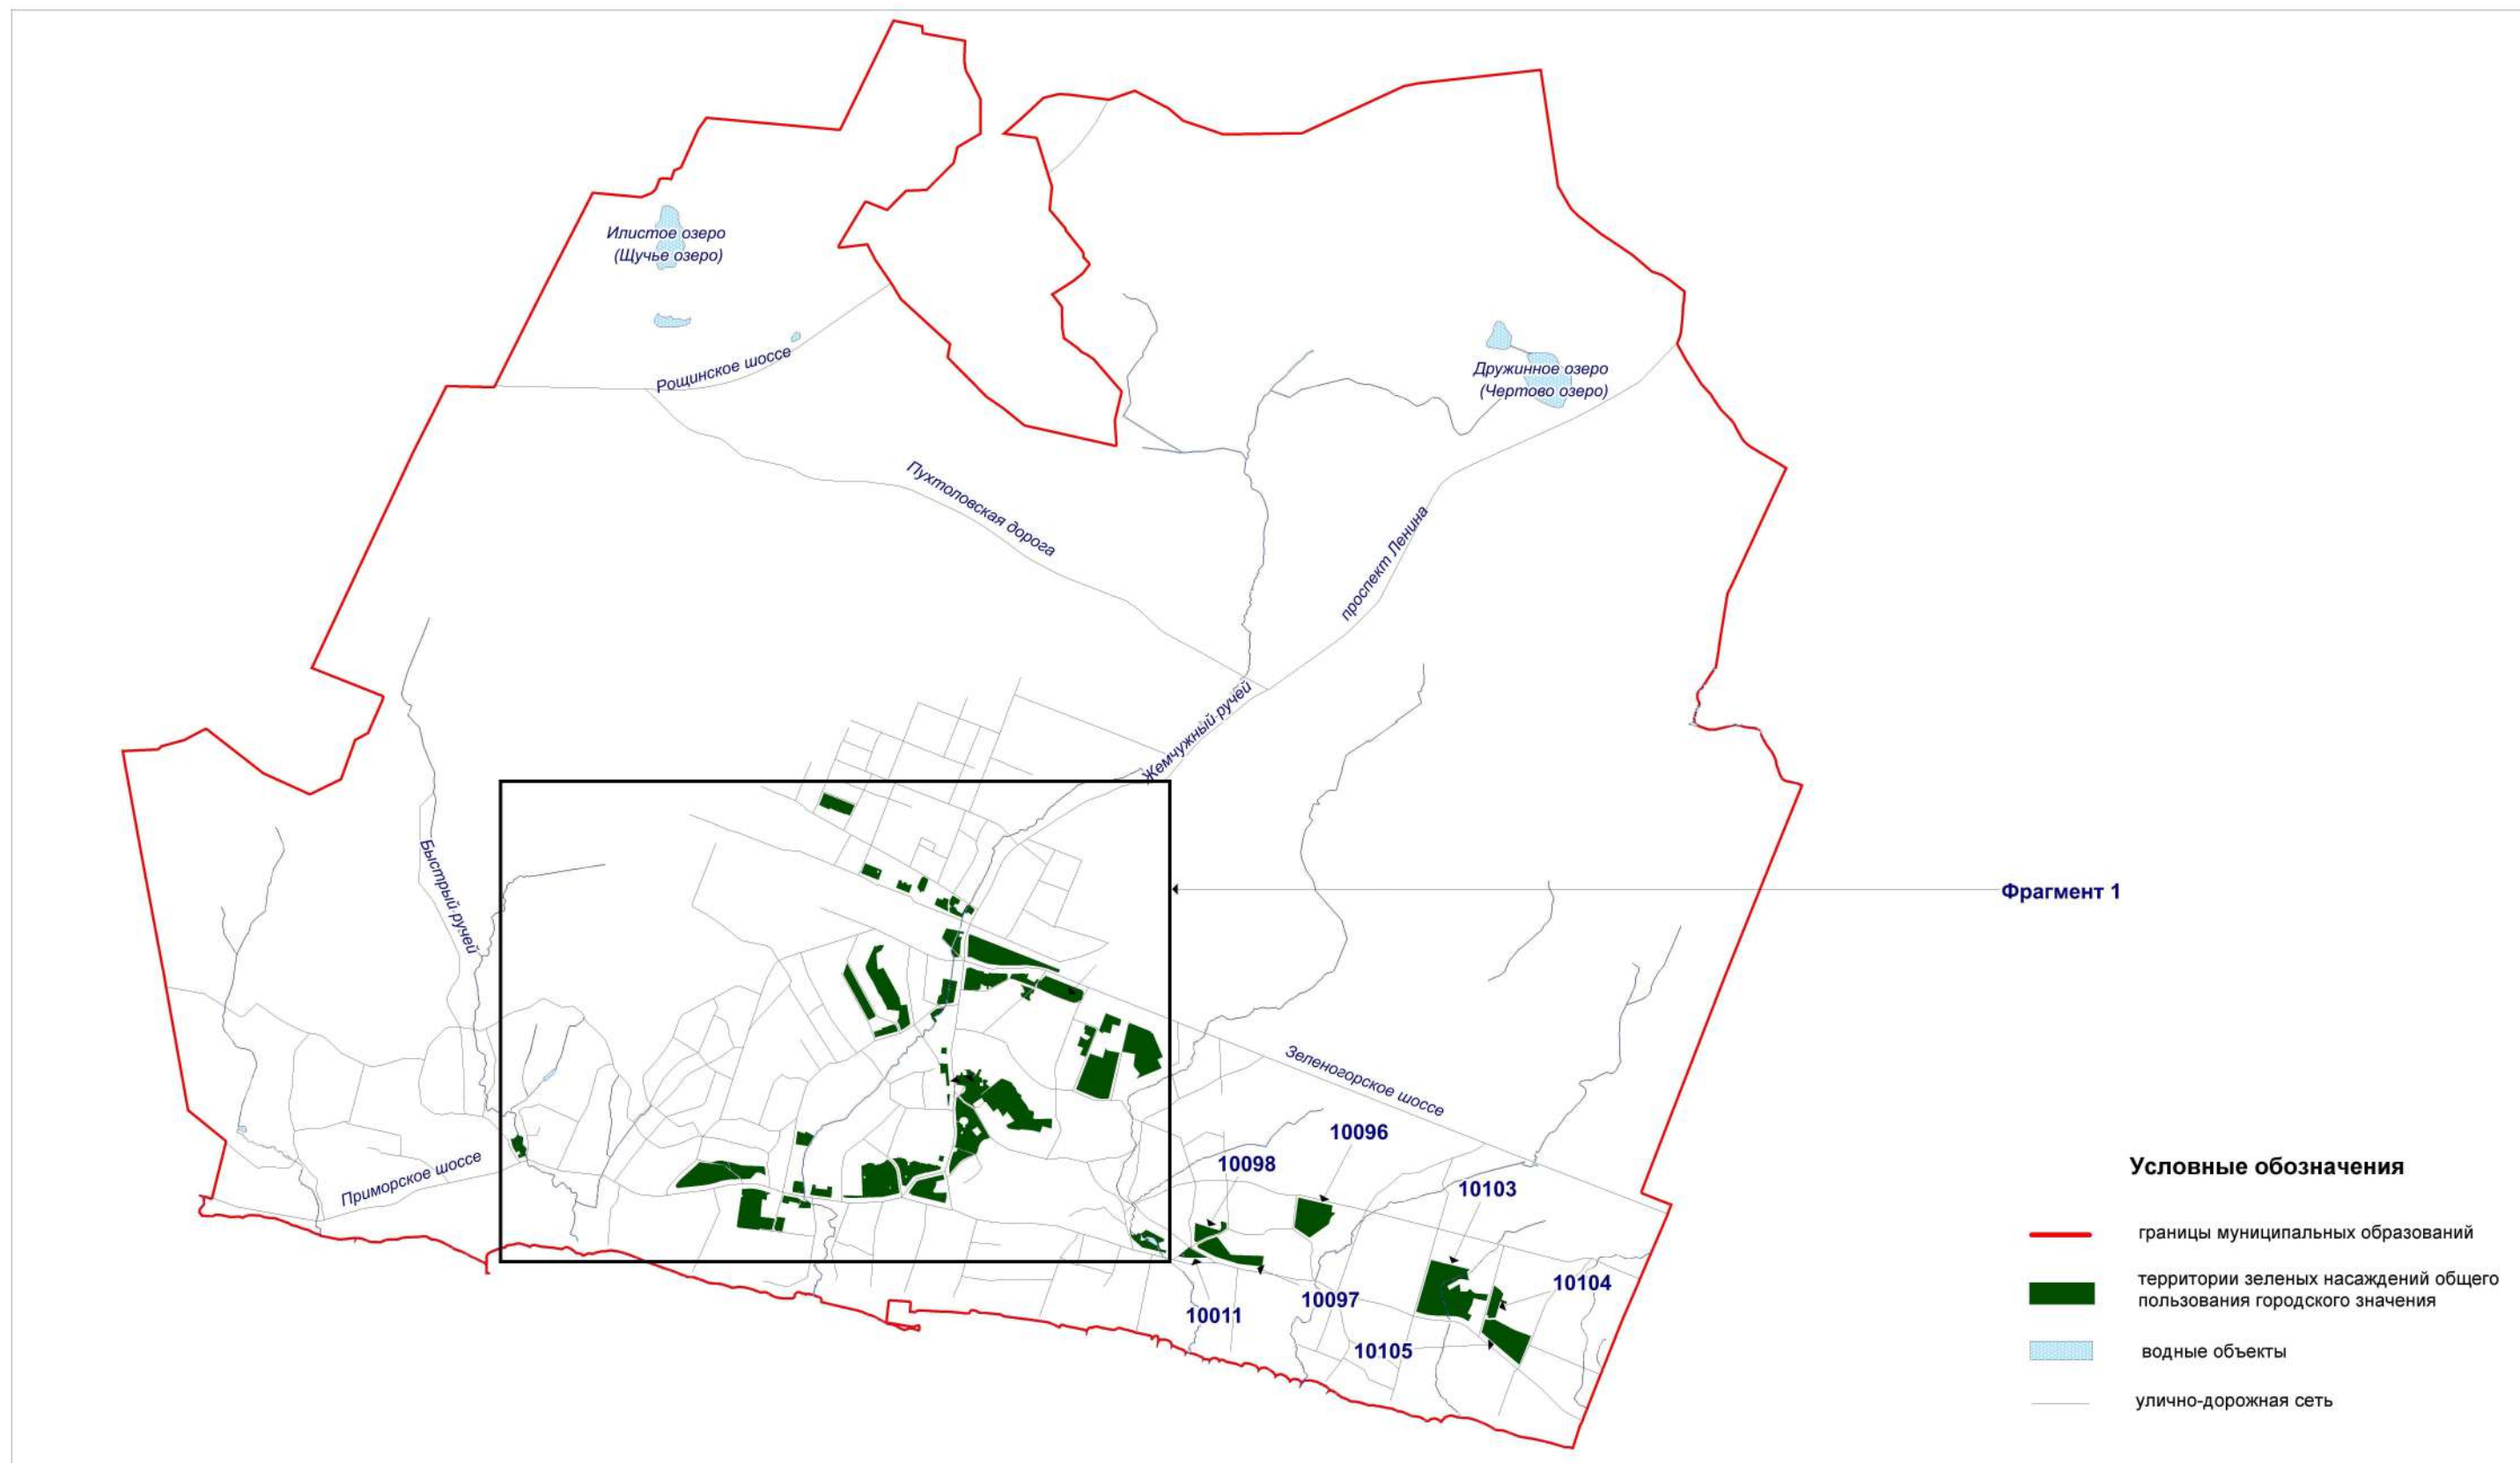 Илистое озеро
(Щучье озеро)
Рощинское шоссе
Дружинное озеро
(Чертово озеро)
Пухтоловская дорога
проспект Ленина
Жемчужный ручей
Быстрый ручей
Фрагмент 1
Зеленогорское шоссе
Приморское шоссе
10096
10098
10103
10104
10097
10011
10105
Условные обозначения
границы муниципальных образований
территории зеленых насаждений общего
пользования городского значения
водные объекты
улично-дорожная сеть